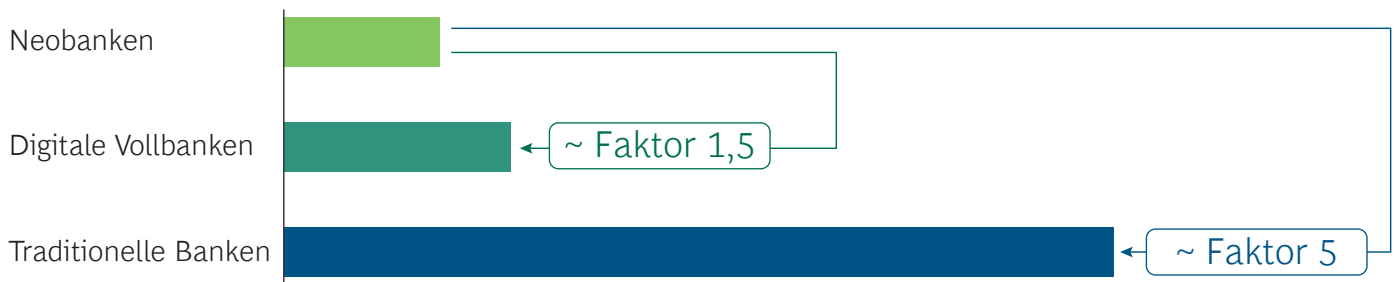 Neobanken
Digitale Vollbanken
~ Faktor 1,5
Traditionelle Banken
~ Faktor 5